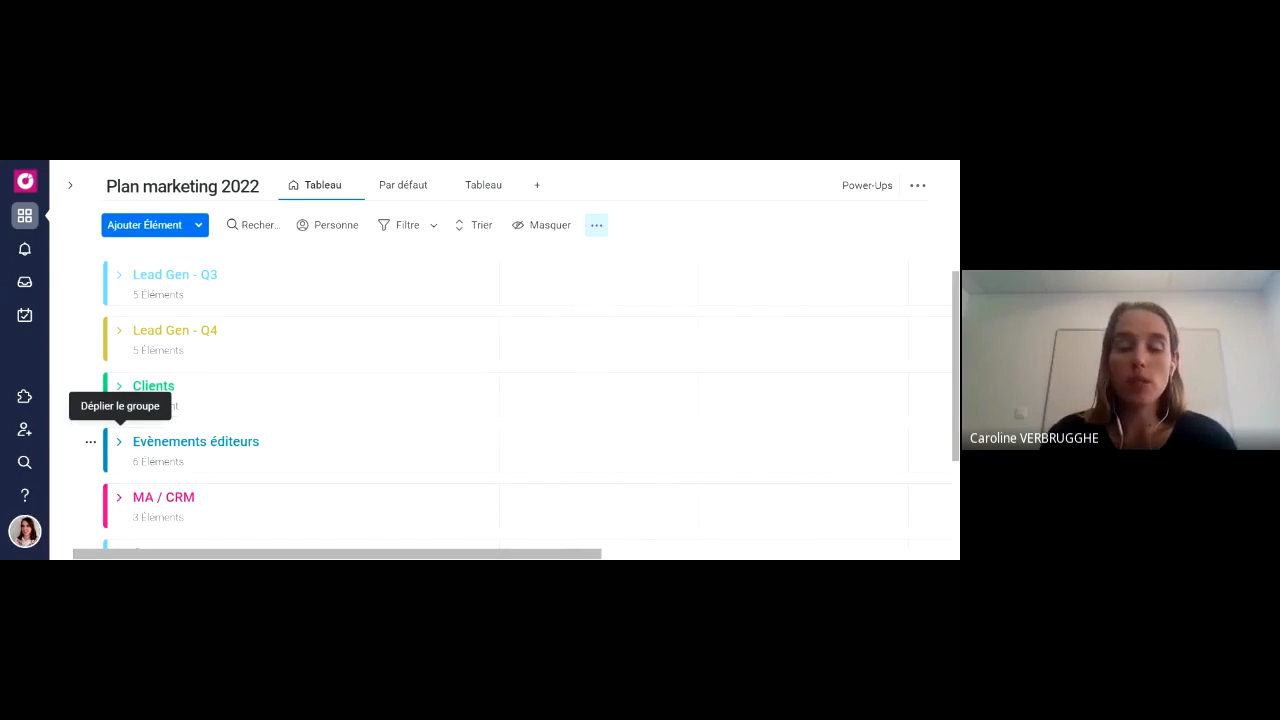 Plan marketing 2022
Tableau
Par défaut
Tableau
+
Power-Ups
Ajouter Élément
Recher...
Personne
Filtre
Trier
Masquer
Lead Gen - Q3
5 Éléments
Lead Gen - Q4
5 Éléments
Clients
Déplier le groupe
Evènements éditeurs
6 Éléments
MA / CRM
3 Éléments
Caroline VERBRUGGHE